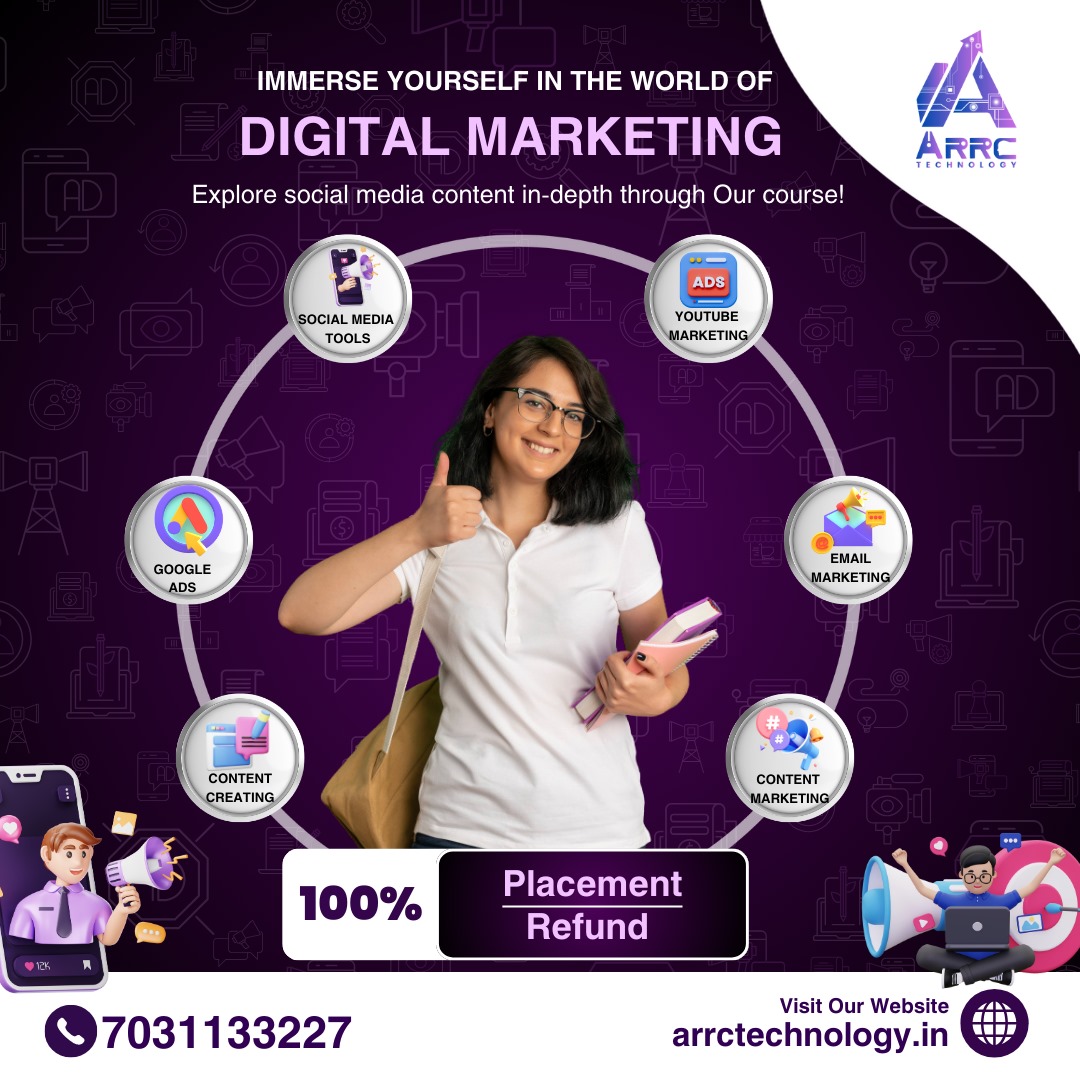 IMMERSE YOURSELF IN THE WORLD OF
DIGITAL MARKETING
Explore social media content in-depth through Our course!
ARRC
TECHNOLOGY
SOCIAL MEDIA
TOOLS
ADS
YOUTUBE
MARKETING
GOOGLE
ADS
EMAIL
MARKETING
CONTENT
CREATING
#
#
CONTENT
MARKETING
100%
Placement
Refund
12K
7031133227
Visit Our Website
arrctechnology.in